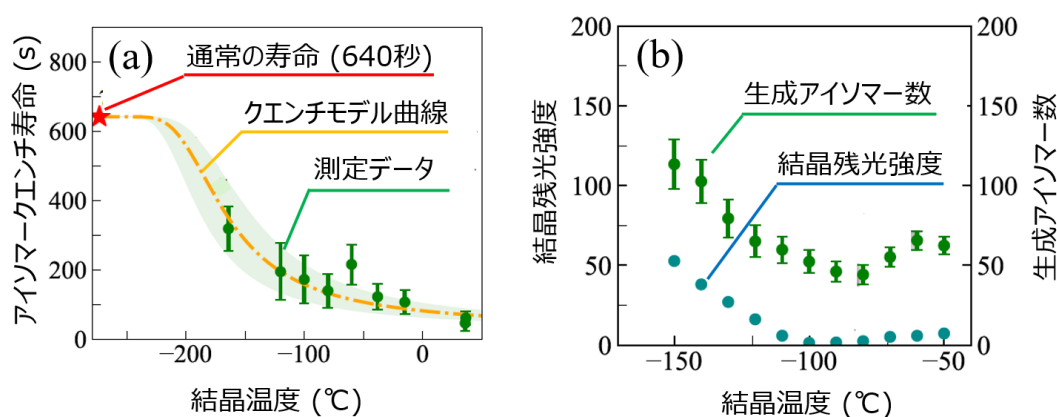 (a)
アイソマークエンチ寿命 (s)
800
600
400
200
0
通常の寿命 (640秒)
クエンチモデル曲線
測定データ
−200
−100
0
結晶温度 (℃)
(b)
結晶残光強度
200
150
100
50
0
生成アイソマー数
結晶残光強度
200
150
100
50
0
生成アイソマー数
−150
−100
−50
結晶温度 (℃)